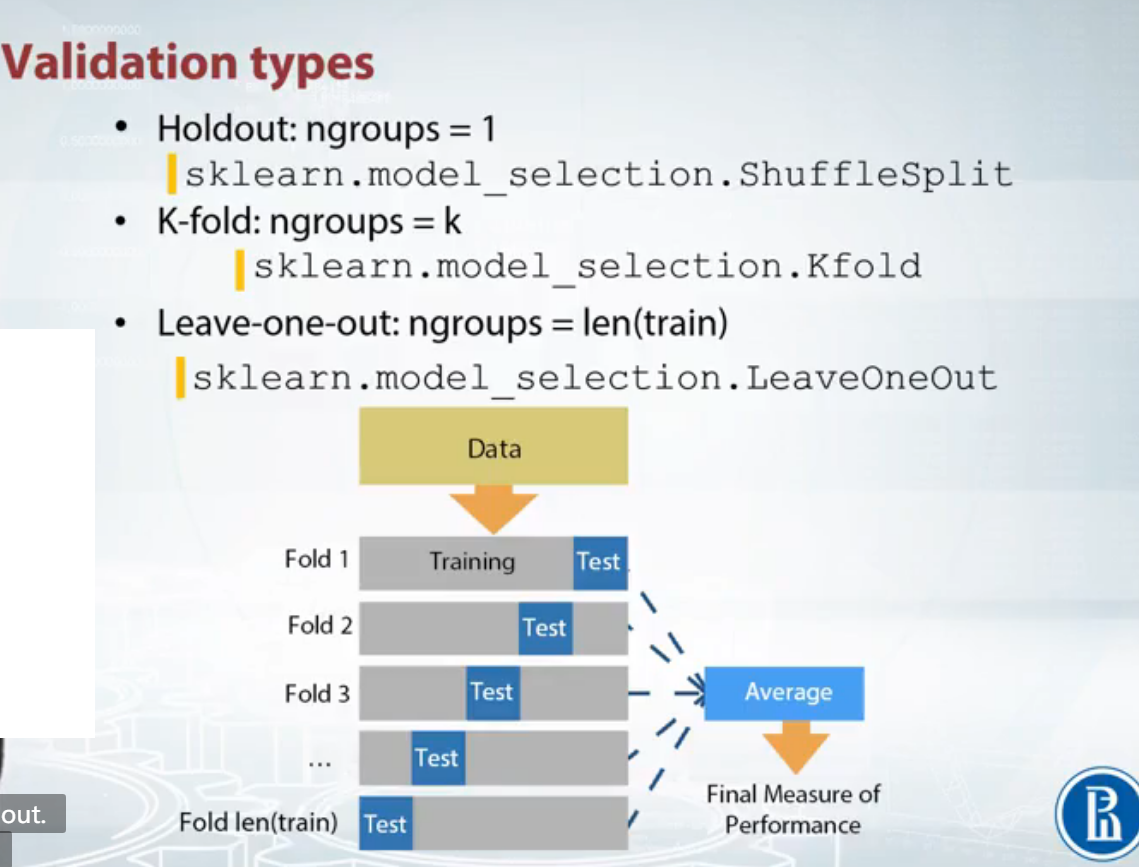 Validation types
• Holdout: ngroups = 1
sklearn.model_selection.ShuffleSplit
• K-fold: ngroups = k
sklearn.model_selection.Kfold
• Leave-one-out: ngroups = len(train)
sklearn.model_selection.LeaveOneOut
Data
Fold 1 Training Test
Fold 2 Test
Fold 3 Test
Average
... Test
Fold len(train) Test
Final Measure of
Performance
out.